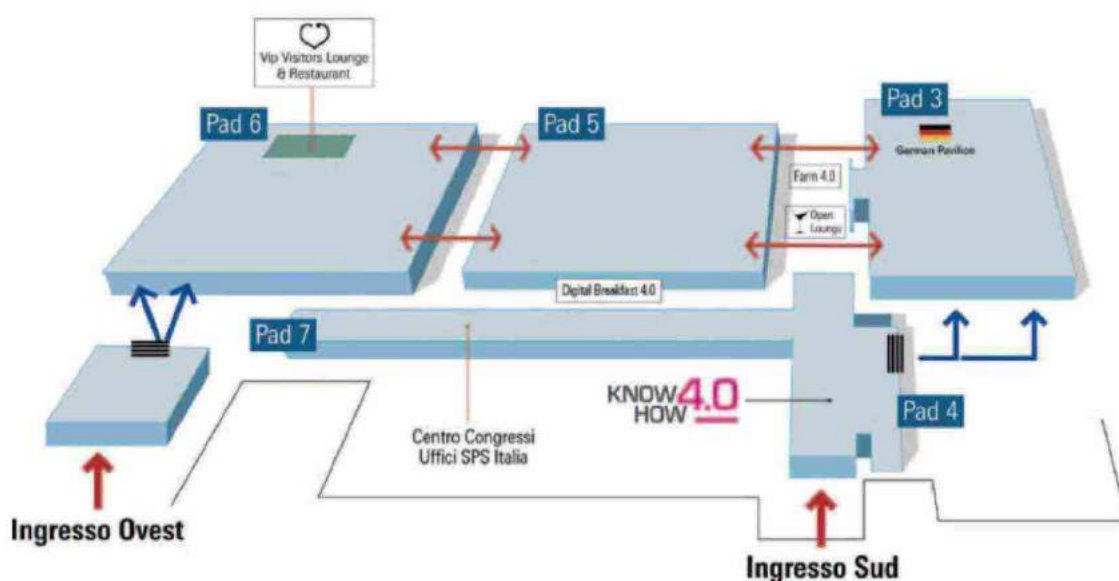 Vip Visitors Lounge
& Restaurant
Pad 6
Pad 5
Pad 3
German Pavilion
Farm 4.0
Open
Lounge
Digital Breakfast 4.0
Pad 7
KNOW 4.0
HOW
Pad 4
Centro Congressi
Uffici SPS Italia
Ingresso Ovest
Ingresso Sud